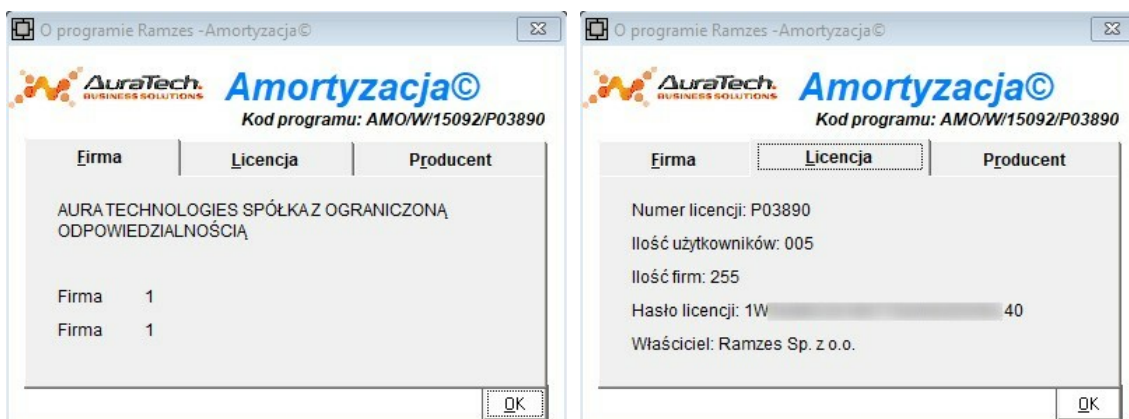 O programie Ramzes -Amortyzacja©
AuraTech.
BUSINESS SOLUTIONS
Amortyzacja©
Kod programu: AMO/W/15092/P03890
Firma
Licencja
Producent
AURA TECHNOLOGIES SPÓŁKA Z OGRANICZONĄ
ODPOWIEDZIALNOŚCIĄ
Firma 1
Firma 1
OK
O programie Ramzes -Amortyzacja©
AuraTech.
BUSINESS SOLUTIONS
Amortyzacja©
Kod programu: AMO/W/15092/P03890
Firma
Licencja
Producent
Numer licencji: P03890
Ilość użytkowników: 005
Ilość firm: 255
Hasło licencji: 1W 40
Właściciel: Ramzes Sp. z o.o.
OK